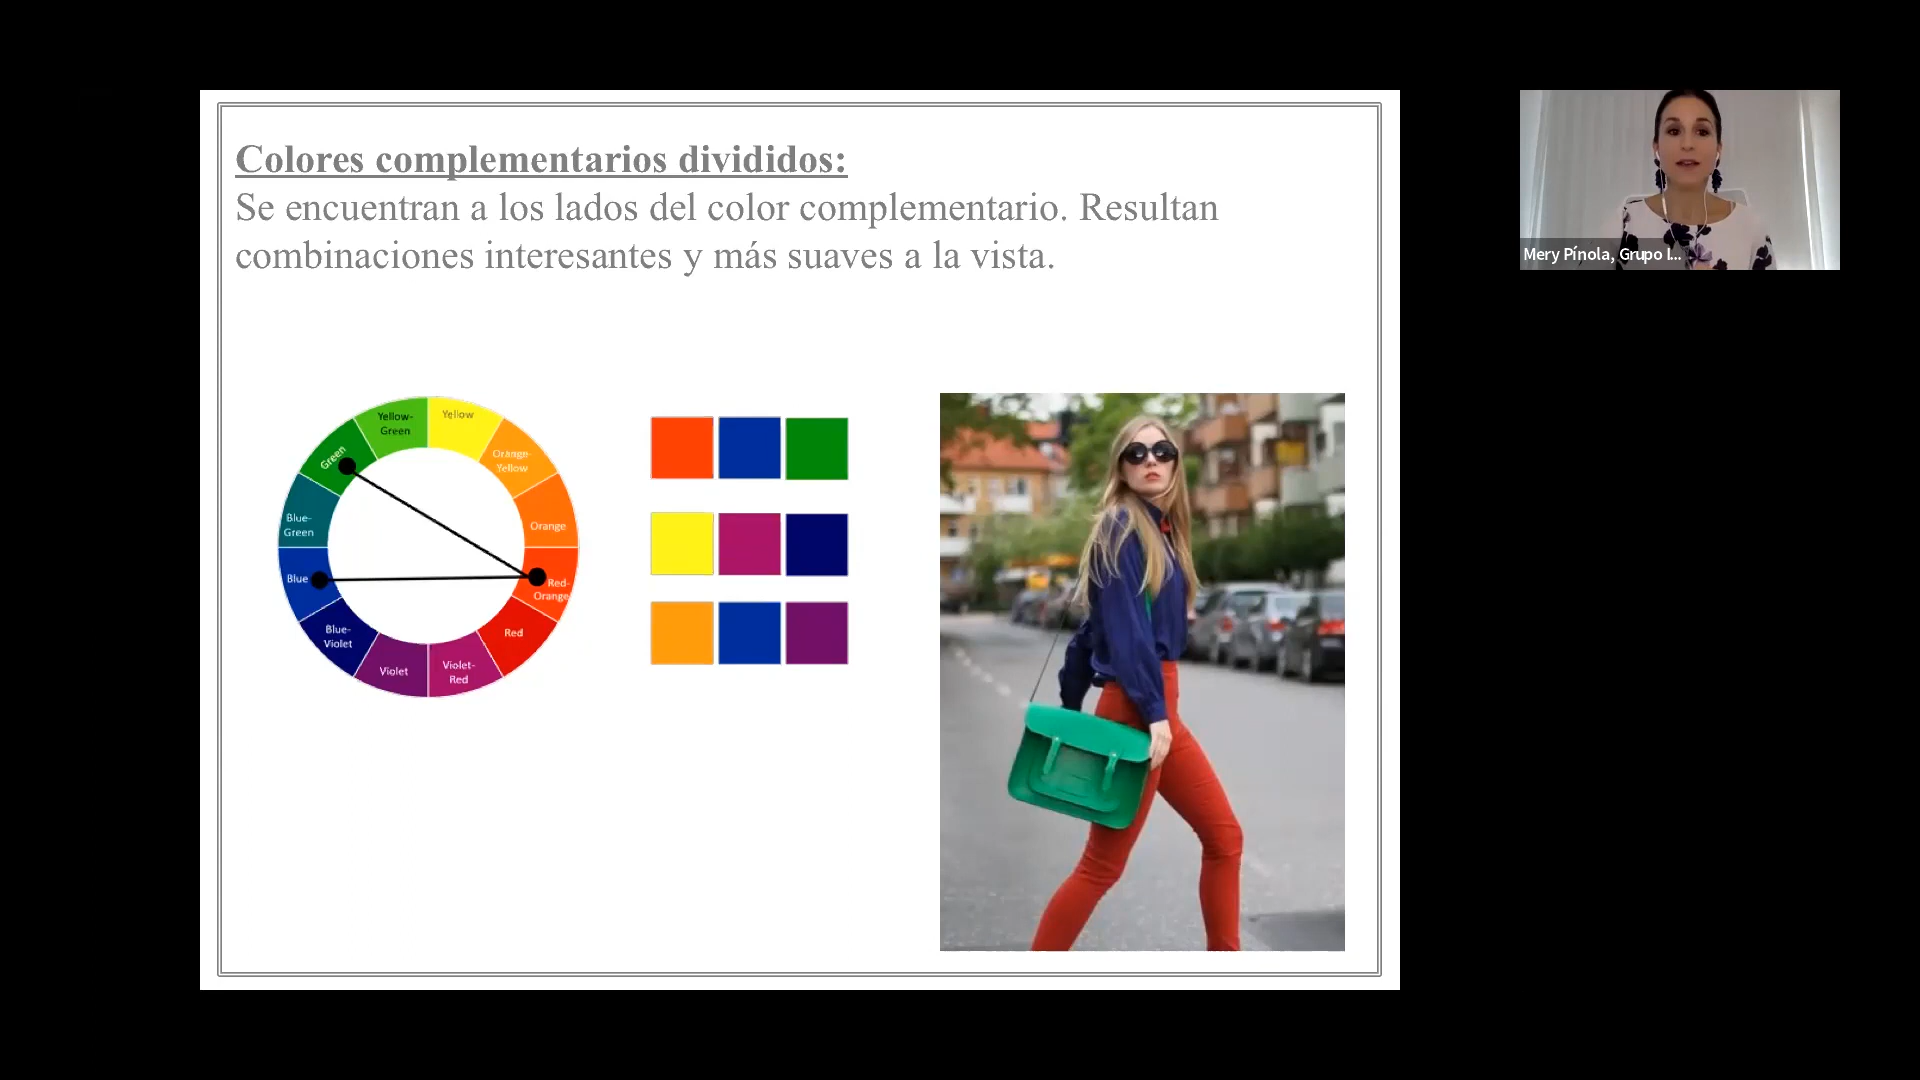 Colores complementarios divididos:
Se encuentran a los lados del color complementario. Resultan
combinaciones interesantes y más suaves a la vista.
Yellow-
Green
Yellow
Orange-
Yellow
Orange
Red-
Orange
Red
Violet-
Red
Violet
Blue-
Violet
Blue
Blue-
Green
Green
Mery Pínola, Grupo I...